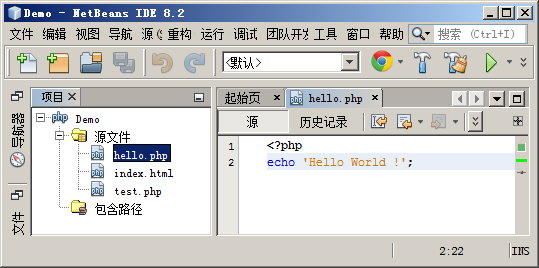 Demo - NetBeans IDE 8.2
文件 编辑 视图 导航 源( 重构 运行 调试 团队开发 工具 窗口 帮助 搜索 (Ctrl+I)
<默认>
项目
起始页 hello.php
源 历史记录
php Demo
源文件
hello.php
index.html
test.php
包含路径
导航器
文件
1 <?php
2 echo 'Hello World !';
2:22 INS